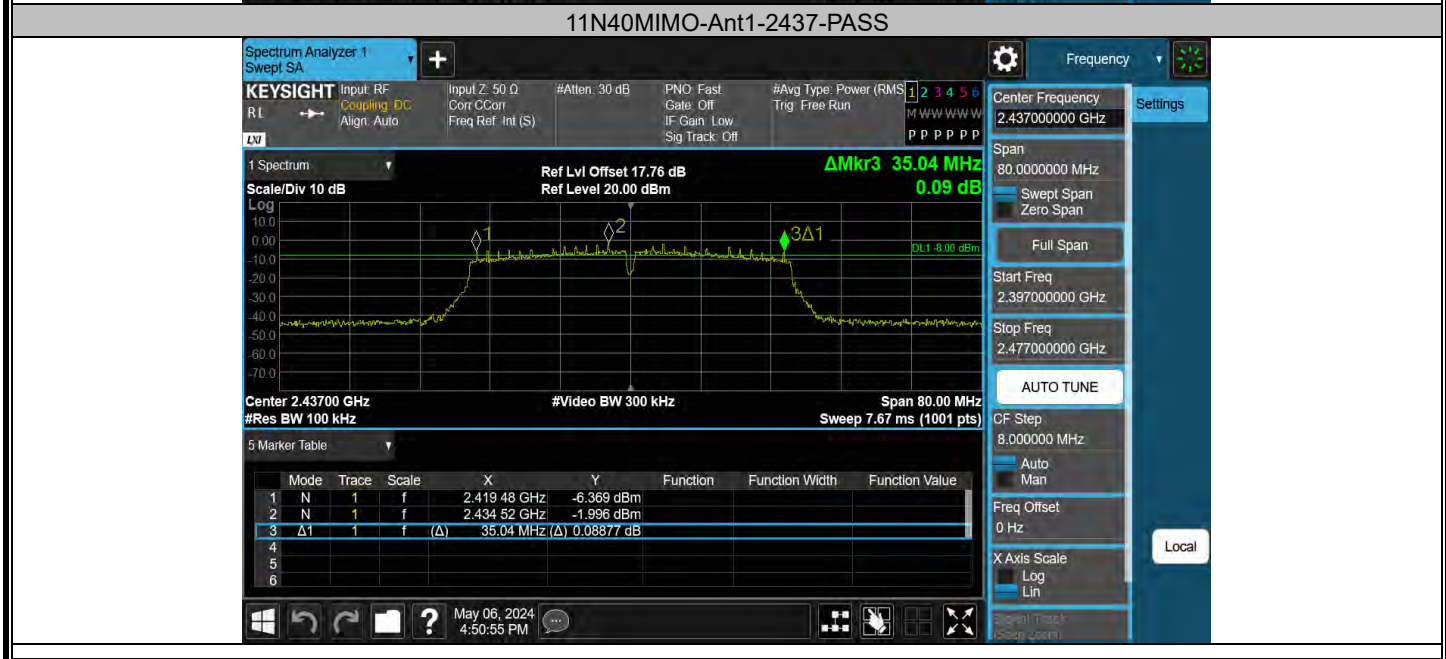 11N40MIMO-Ant1-2437-PASS
Spectrum Analyzer 1
Swept SA
+
Frequency
KEYSIGHT
RL
LXI
Input: RF
Coupling: DC
Align: Auto
Input Z: 50 Ω
Corr CCorr
Freq Ref: Int (S)
#Atten: 30 dB
PNO: Fast
Gate: Off
IF Gain: Low
Sig Track: Off
#Avg Type: Power (RMS
Trig: Free Run
1 2 3 4 5 6
M W W W W W
P P P P P P
Center Frequency
2.437000000 GHz
Settings
1 Spectrum
Scale/Div 10 dB
Ref Lvl Offset 17.76 dB
Ref Level 20.00 dBm
ΔMkr3 35.04 MHz
0.09 dB
Span
80.0000000 MHz
Swept Span
Zero Span
Log
10.0
0.00
-10.0
-20.0
-30.0
-40.0
-50.0
-60.0
-70.0
1
2
3Δ1
DL1 -8.00 dBm
Full Span
Start Freq
2.397000000 GHz
Stop Freq
2.477000000 GHz
AUTO TUNE
Center 2.43700 GHz
#Video BW 300 kHz
Span 80.00 MHz
#Res BW 100 kHz
Sweep 7.67 ms (1001 pts)
CF Step
8.000000 MHz
Auto
Man
5 Marker Table
Mode Trace Scale X Y Function Function Width Function Value
1 N 1 f 2.419 48 GHz -6.369 dBm
2 N 1 f 2.434 52 GHz -1.996 dBm
3 Δ1 1 f (Δ) 35.04 MHz (Δ) 0.08877 dB
4
5
6
Freq Offset
0 Hz
X Axis Scale
Log
Lin
Local
?
May 06, 2024
4:50:55 PM
Signal Track
(Span Zoom)